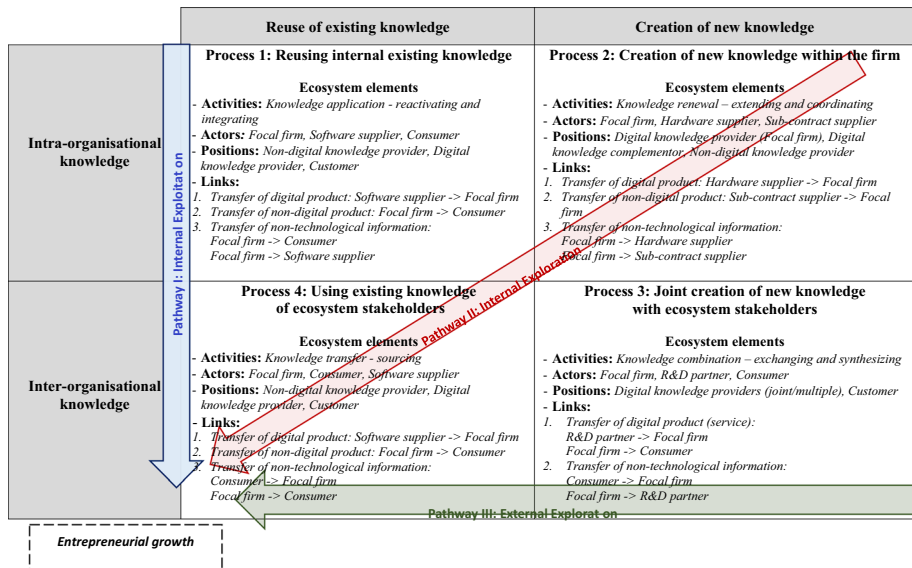 Reuse of existing knowledge
Creation of new knowledge
Intra-organisational
knowledge
Process 1: Reusing internal existing knowledge
Ecosystem elements
- Activities: Knowledge application - reactivating and
integrating
- Actors: Focal firm, Software supplier, Consumer
- Positions: Non-digital knowledge provider, Digital
knowledge provider, Customer
- Links:
1. Transfer of digital product: Software supplier -> Focal firm
2. Transfer of non-digital product: Focal firm -> Consumer
3. Transfer of non-technological information:
Focal firm -> Consumer
Focal firm -> Software supplier
Process 2: Creation of new knowledge within the firm
Ecosystem elements
- Activities: Knowledge renewal – extending and coordinating
- Actors: Focal firm, Hardware supplier, Sub-contract supplier
- Positions: Digital knowledge provider (Focal firm), Digital
knowledge complementor, Non-digital knowledge provider
- Links:
1. Transfer of digital product: Hardware supplier -> Focal firm
2. Transfer of non-digital product: Sub-contract supplier -> Focal
firm
3. Transfer of non-technological information:
Focal firm -> Hardware supplier
Focal firm -> Sub-contract supplier
Inter-organisational
knowledge
Process 4: Using existing knowledge
of ecosystem stakeholders
Ecosystem elements
- Activities: Knowledge transfer - sourcing
- Actors: Focal firm, Consumer, Software supplier
- Positions: Non-digital knowledge provider, Digital
knowledge provider, Customer
- Links:
1. Transfer of digital product: Software supplier -> Focal firm
2. Transfer of non-digital product: Focal firm -> Consumer
3. Transfer of non-technological information:
Consumer -> Focal firm
Focal firm -> Consumer
Process 3: Joint creation of new knowledge
with ecosystem stakeholders
Ecosystem elements
- Activities: Knowledge combination – exchanging and synthesizing
- Actors: Focal firm, R&D partner, Consumer
- Positions: Digital knowledge providers (joint/multiple), Customer
- Links:
1. Transfer of digital product (service):
R&D partner -> Focal firm
Focal firm -> Consumer
2. Transfer of non-technological information:
Consumer -> Focal firm
Focal firm -> R&D partner
Pathway I: Internal Exploitat on
Pathway II: Internal Exploration
Pathway III: External Explorat on
Entrepreneurial growth